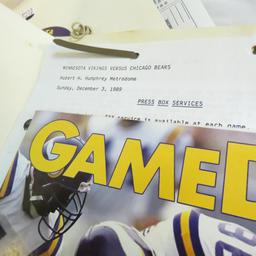 MINNESOTA VIKINGS VERSUS CHICAGO BEARS
Hubert H. Humphrey Metrodome
Sunday, December 3, 1989
PRESS BOX SERVICES
service is available at each game.
GAMED